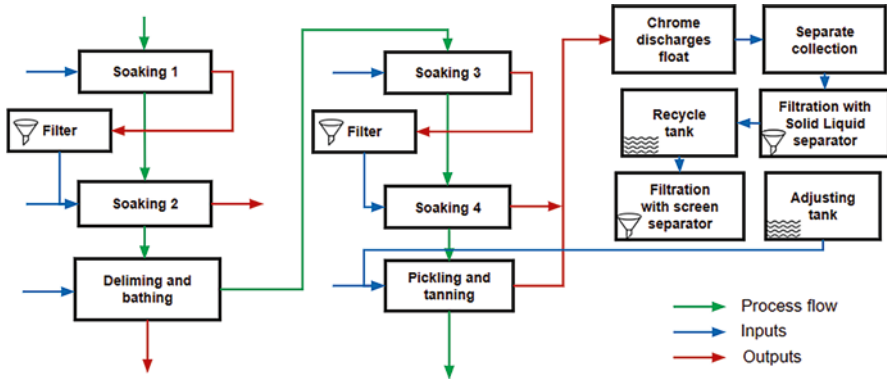 Soaking 1
Filter
Soaking 2
Deliming and
bathing
Soaking 3
Filter
Soaking 4
Pickling and
tanning
Chrome
discharges
float
Separate
collection
Recycle
tank
Filtration with
Solid Liquid
separator
Filtration
with screen
separator
Adjusting
tank
Process flow
Inputs
Outputs